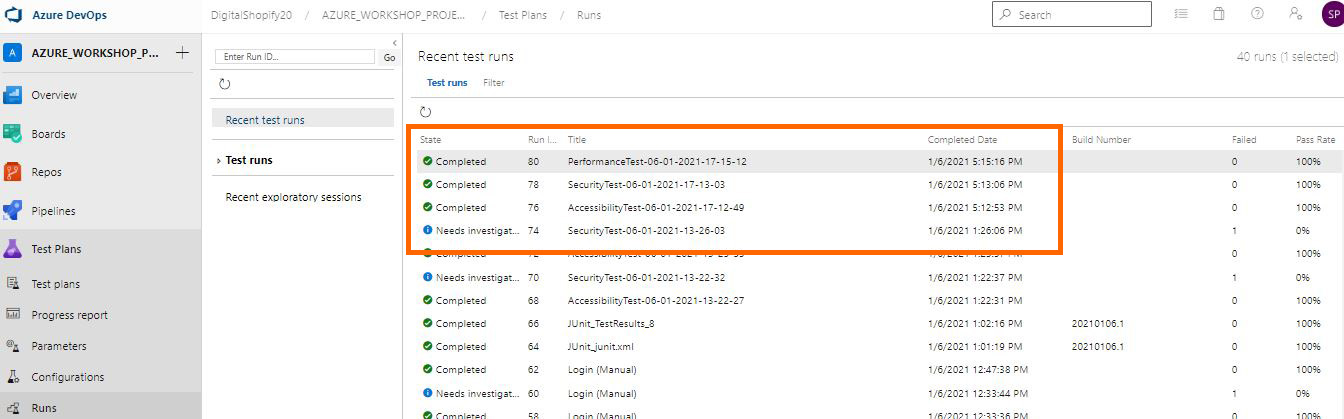 Azure DevOps
DigitalShopify20 / AZURE_WORKSHOP_PROJE... / Test Plans / Runs
Search
SP
A AZURE_WORKSHOP_P...
Overview
Boards
Repos
Pipelines
Test Plans
Test plans
Progress report
Parameters
Configurations
Runs
Enter Run ID... Go
Recent test runs
Test runs
Recent exploratory sessions
Recent test runs 40 runs (1 selected)
Test runs Filter
State Run I... Title Completed Date Build Number Failed Pass Rate
Completed 80 PerformanceTest-06-01-2021-17-15-12 1/6/2021 5:15:16 PM 0 100%
Completed 78 SecurityTest-06-01-2021-17-13-03 1/6/2021 5:13:06 PM 0 100%
Completed 76 AccessibilityTest-06-01-2021-17-12-49 1/6/2021 5:12:53 PM 0 100%
Needs investigat... 74 SecurityTest-06-01-2021-13-26-03 1/6/2021 1:26:06 PM 1 0%
Completed 72 0 100%
Needs investigat... 70 SecurityTest-06-01-2021-13-22-32 1/6/2021 1:22:37 PM 1 0%
Completed 68 AccessibilityTest-06-01-2021-13-22-27 1/6/2021 1:22:31 PM 0 100%
Completed 66 JUnit_TestResults_8 1/6/2021 1:02:16 PM 20210106.1 0 100%
Completed 64 JUnit_junit.xml 1/6/2021 1:01:19 PM 20210106.1 0 100%
Completed 62 Login (Manual) 1/6/2021 12:47:38 PM 0 100%
Needs investigat... 60 Login (Manual) 1/6/2021 12:33:44 PM 1 0%
Completed 58 Login (Manual) 1/6/2021 12:33:36 PM 0 100%